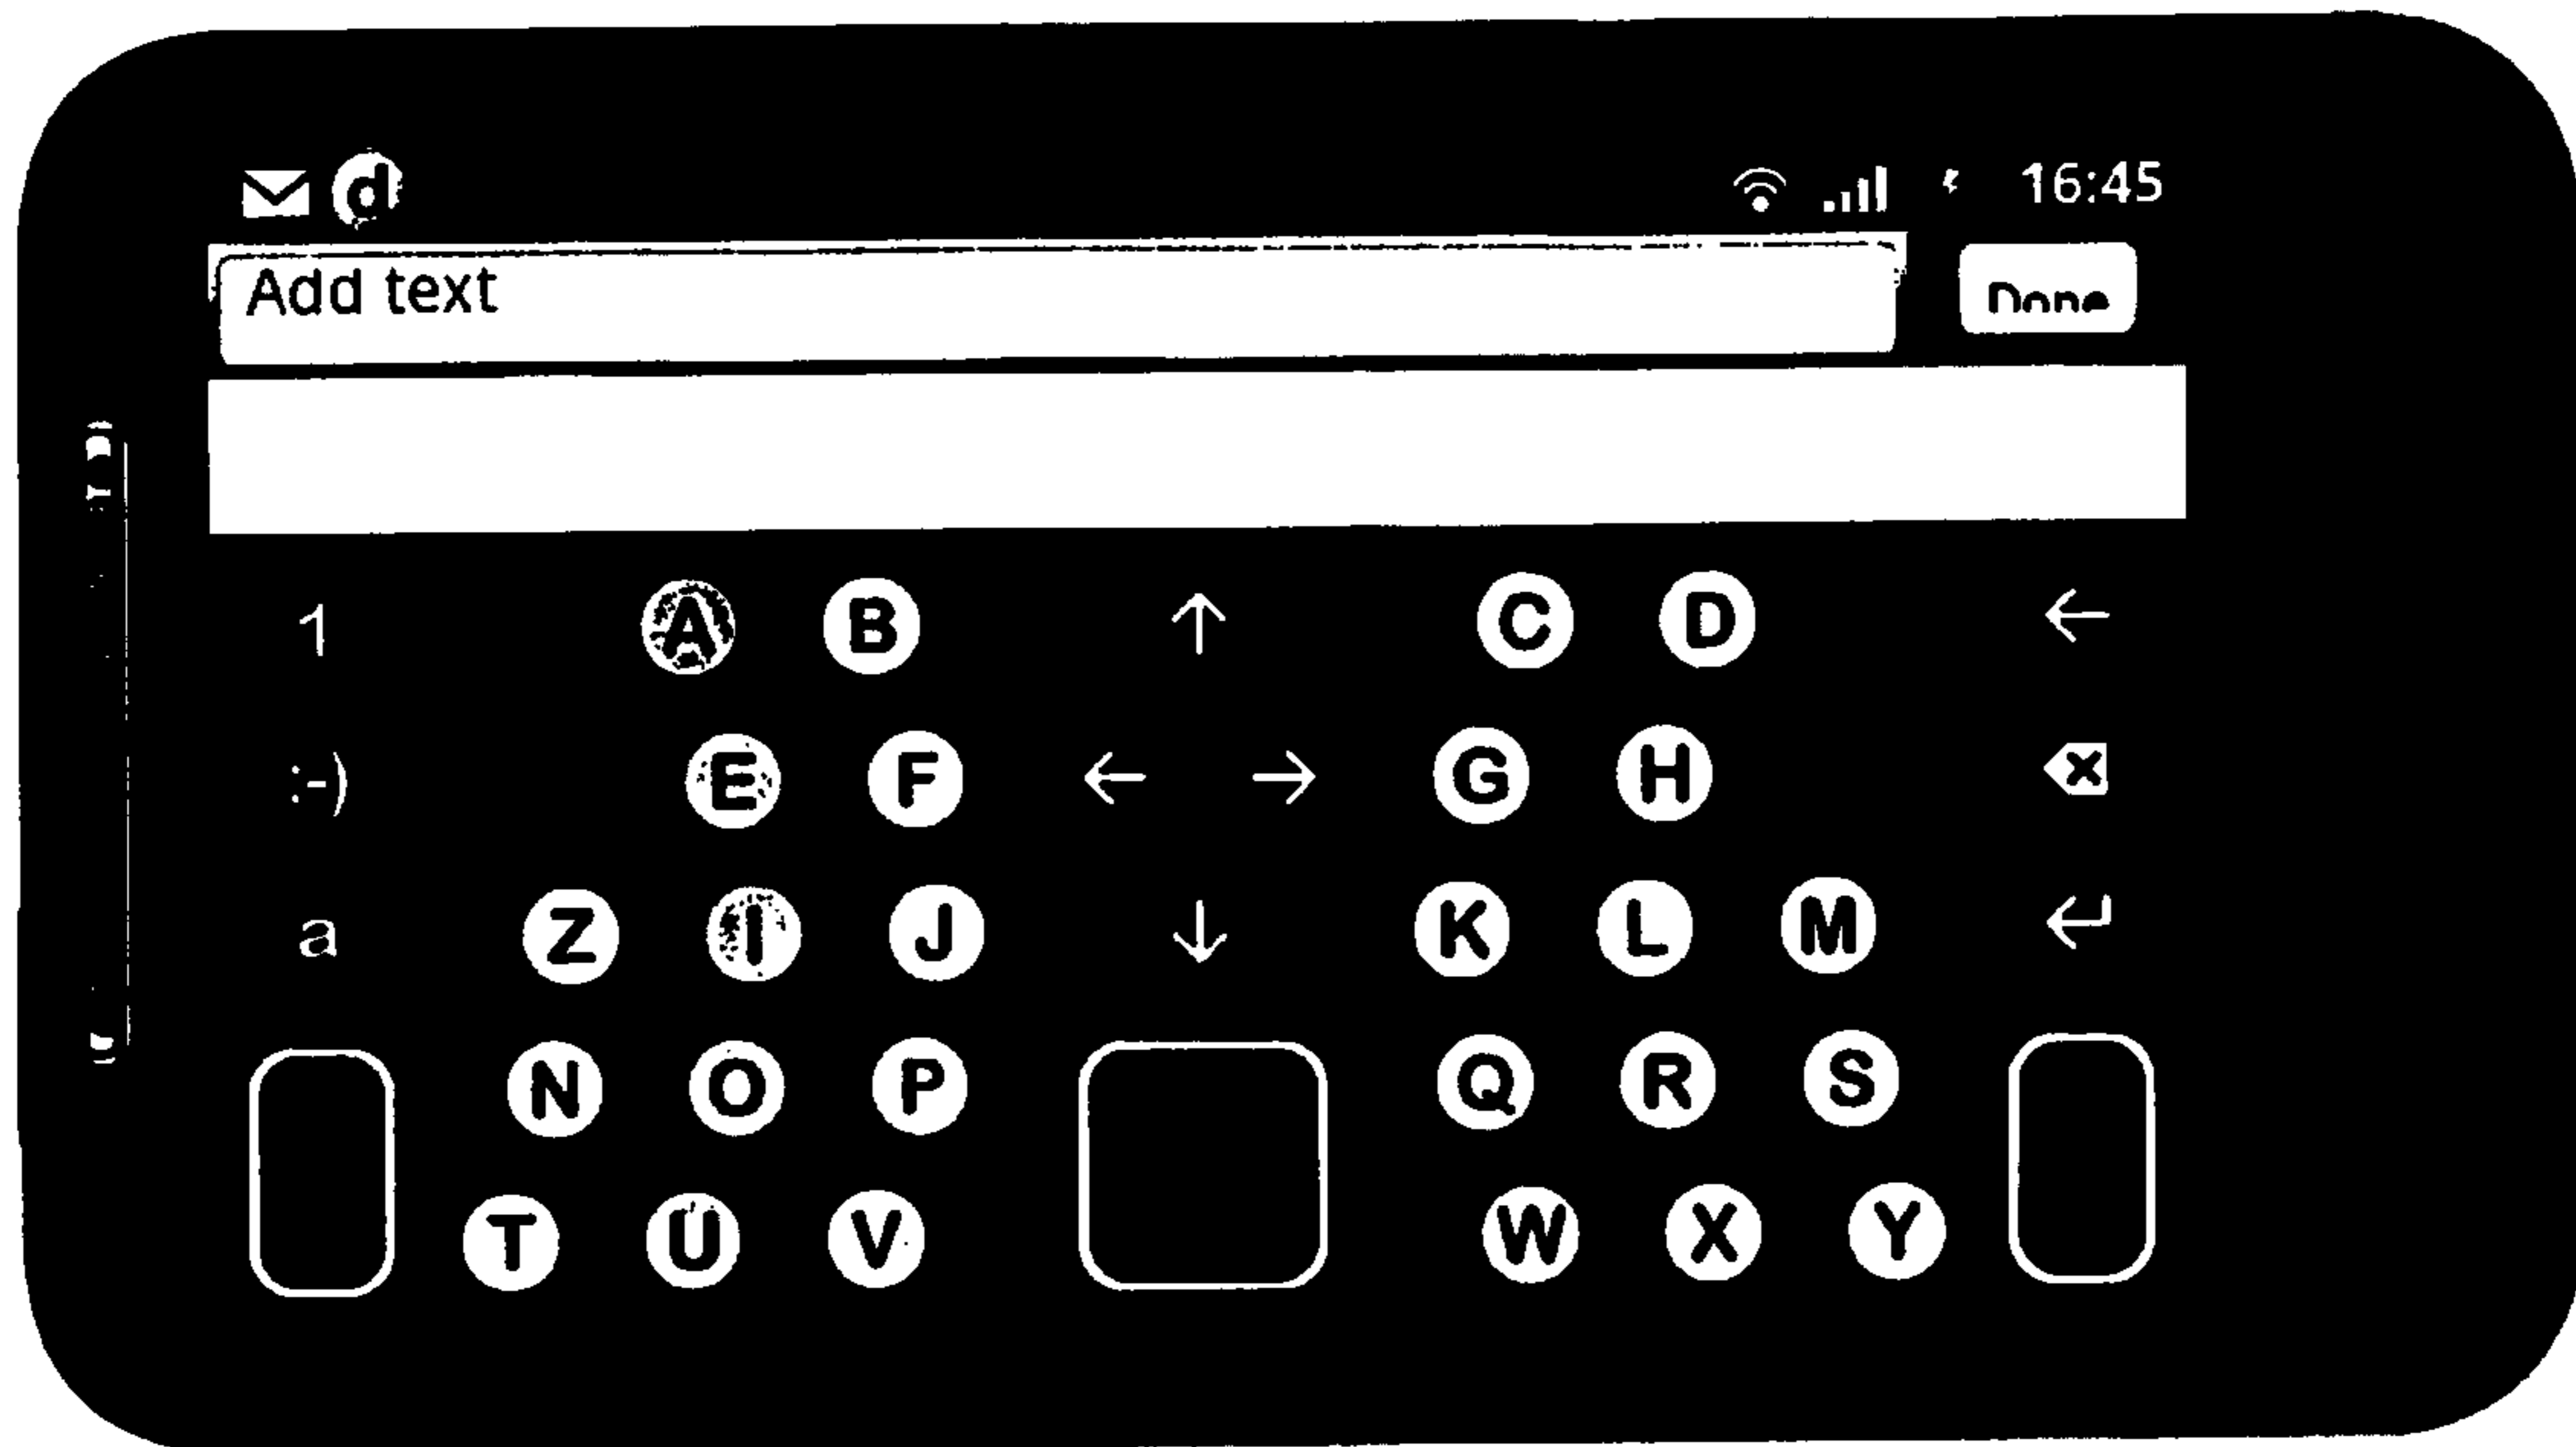 d 16:45
Add text Done
1 A B ↑ C D ←
:-) E F ← → G H
a Z I J ↓ K L M
N O P Q R S
T U V W X Y